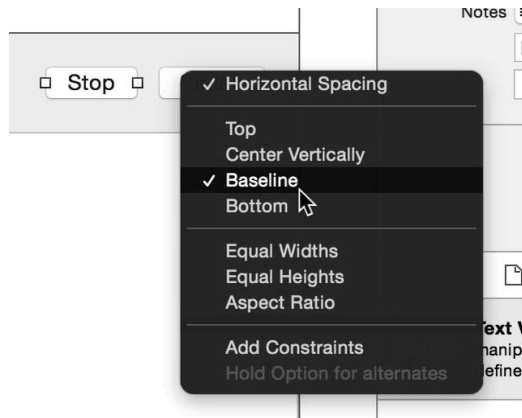 Notes
Stop
✓ Horizontal Spacing
Top
Center Vertically
✓ Baseline
Bottom
Equal Widths
Equal Heights
Aspect Ratio
Add Constraints
Hold Option for alternates
Text